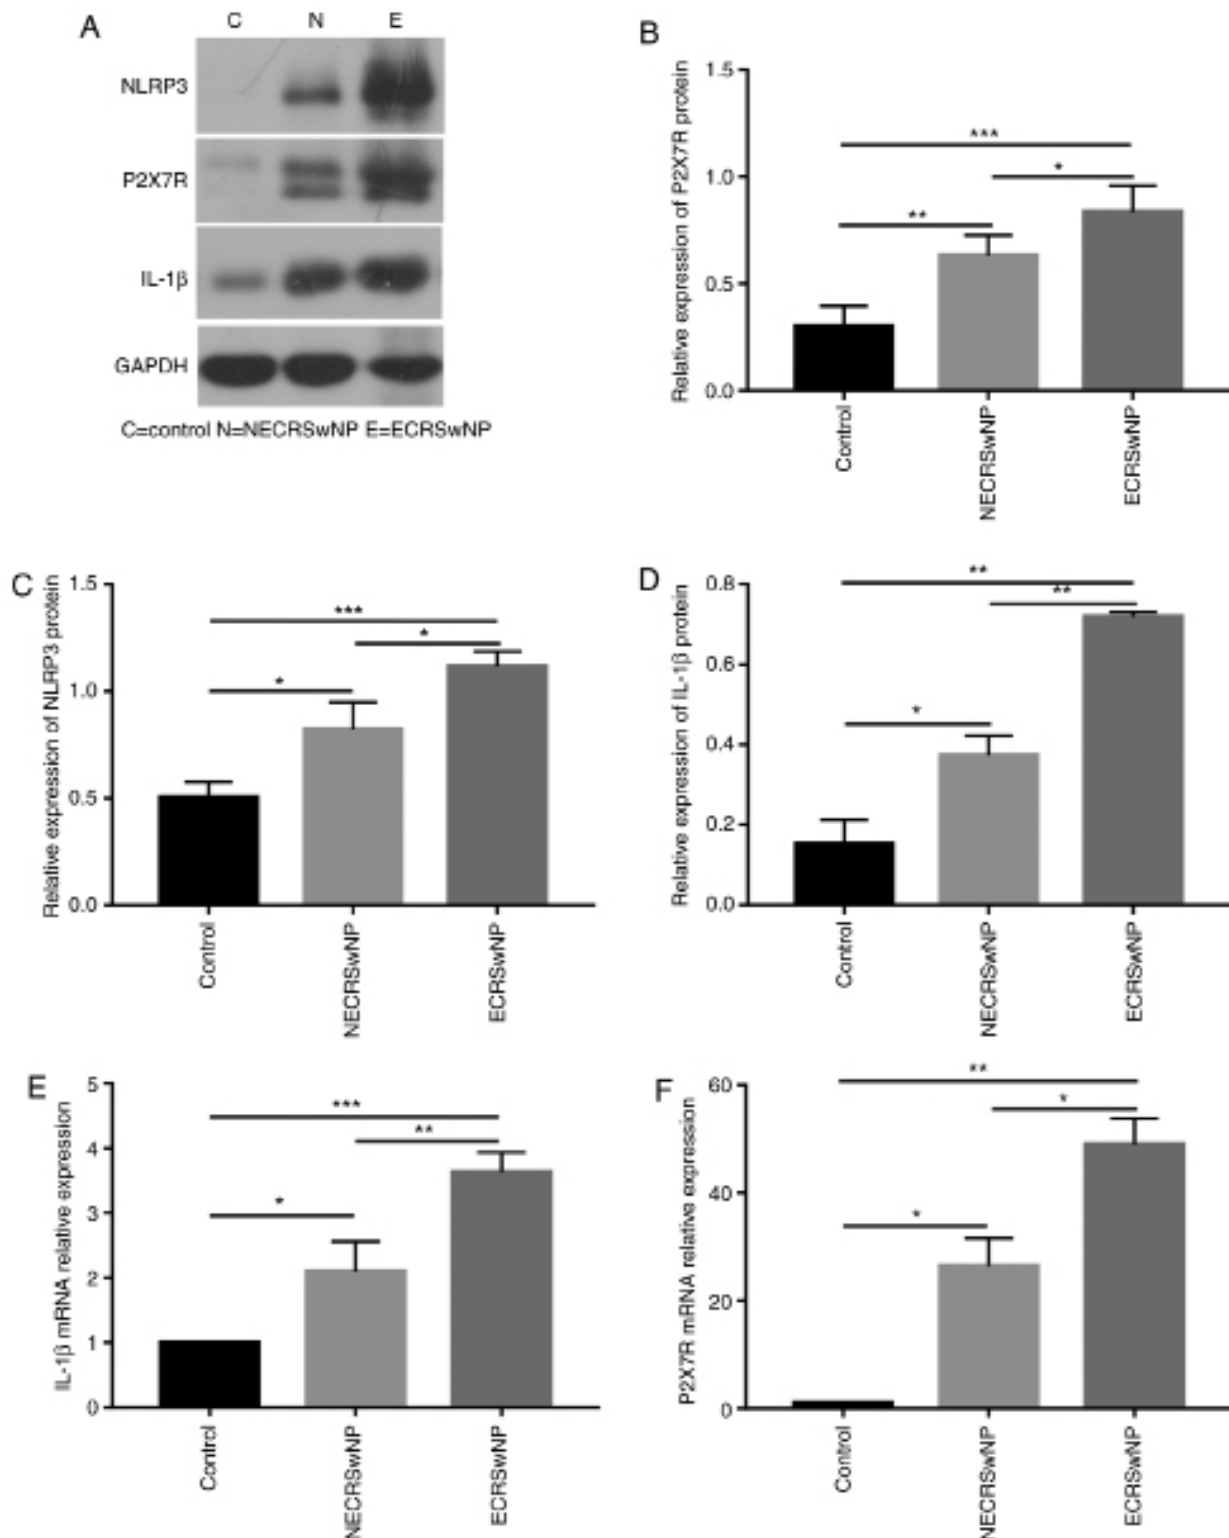 A
C N E
NLRP3
P2X7R
IL-1β
GAPDH
C=control N=NECRSwNP E=ECRSwNP
B
Relative expression of P2X7R protein
1.5
1.0
0.5
0.0
***
*
**
Control
NECRSwNP
ECRSwNP
C
Relative expression of NLRP3 protein
1.5
1.0
0.5
0.0
***
*
*
Control
NECRSwNP
ECRSwNP
D
Relative expression of IL-1β protein
0.8
0.6
0.4
0.2
0.0
**
**
*
Control
NECRSwNP
ECRSwNP
E
IL-1β mRNA relative expression
5
4
3
2
1
0
***
**
*
Control
NECRSwNP
ECRSwNP
F
P2X7R mRNA relative expression
60
40
20
0
**
*
*
Control
NECRSwNP
ECRSwNP